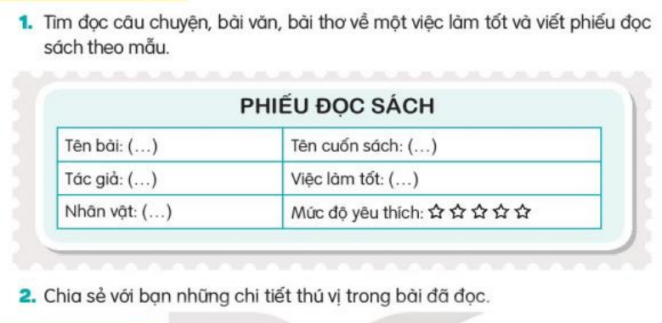 1. Tìm đọc câu chuyện, bài văn, bài thơ về một việc làm tốt và viết phiếu đọc
sách theo mẫu.
PHIẾU ĐỌC SÁCH
Tên bài: (...) Tên cuốn sách: (...)
Tác giả: (...) Việc làm tốt: (...)
Nhân vật: (...) Mức độ yêu thích: ☆ ☆ ☆ ☆ ☆
2. Chia sẻ với bạn những chi tiết thú vị trong bài đã đọc.